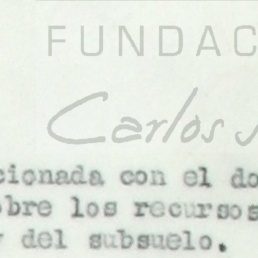 FUNDAC
Carlos
cionada con el do
obre los recursos
y del subsuelo.